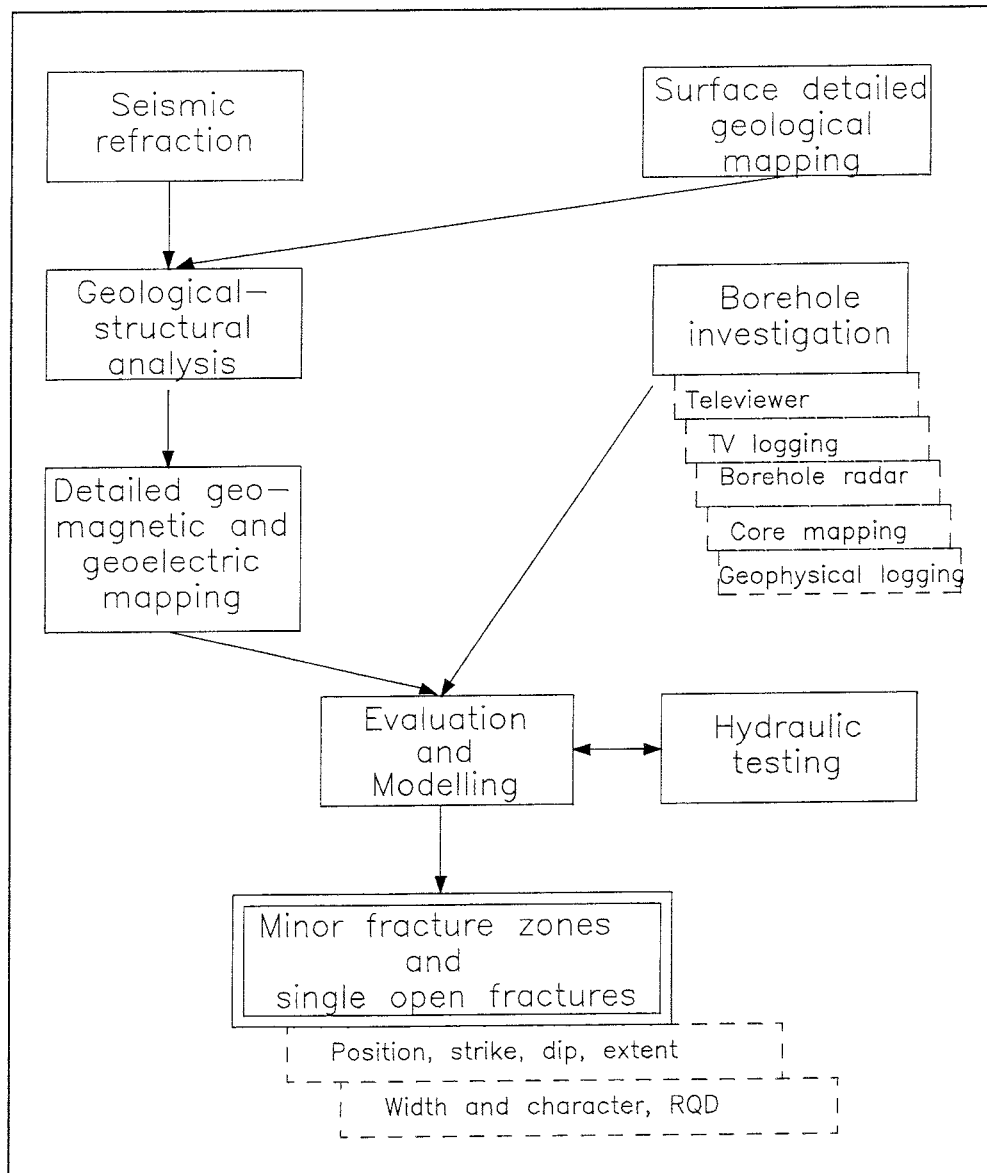 Seismic
refraction
Surface detailed
geological
mapping
Geological–
structural
analysis
Borehole
investigation
Televiewer
TV logging
Borehole radar
Core mapping
Geophysical logging
Detailed geo–
magnetic and
geoelectric
mapping
Evaluation
and
Modelling
Hydraulic
testing
Minor fracture zones
and
single open fractures
Position, strike, dip, extent
Width and character, RQD